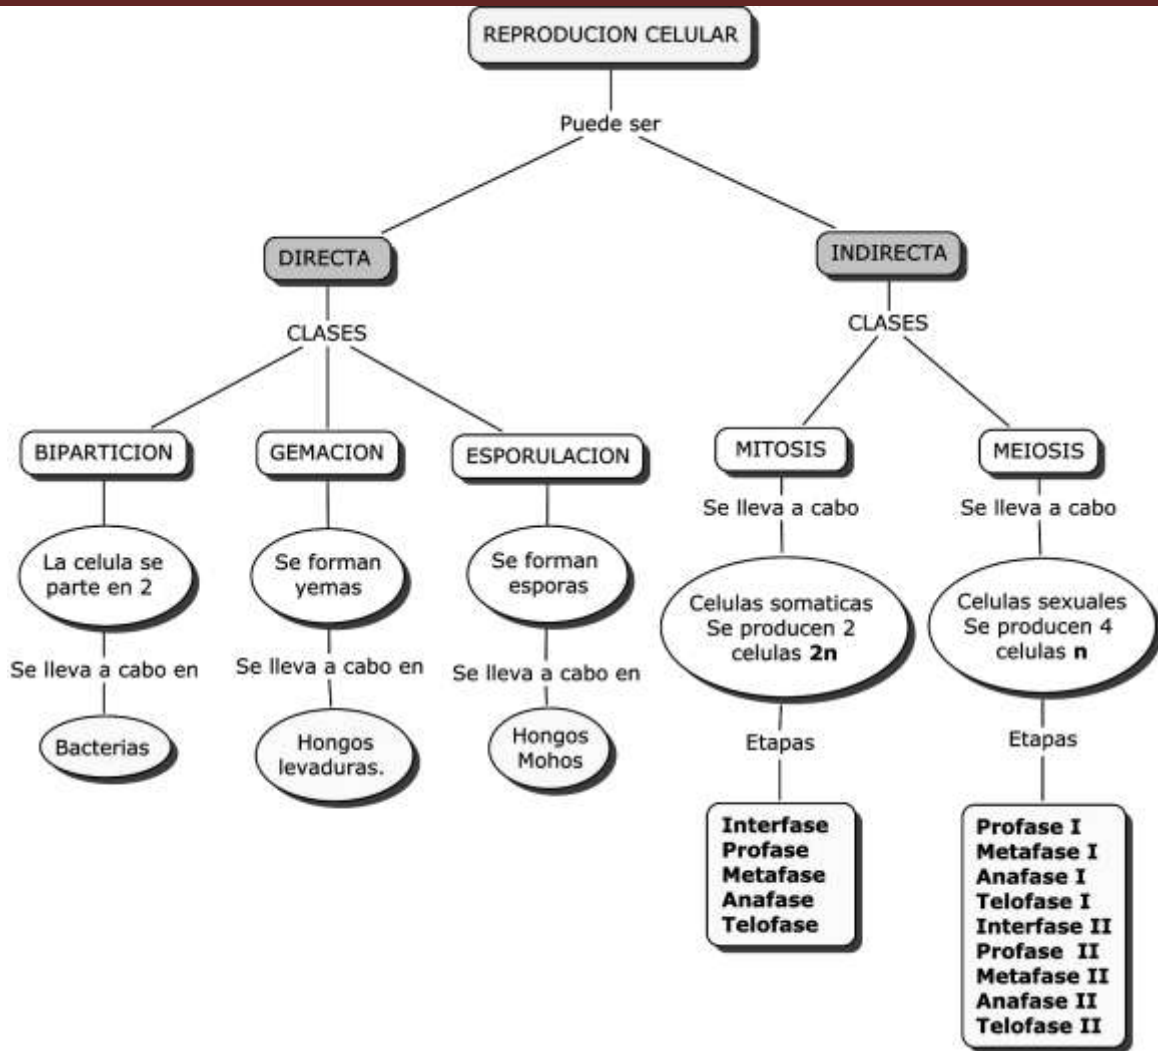 REPRODUCION CELULAR
Puede ser
DIRECTA
CLASES
BIPARTICION
La celula se
parte en 2
Se lleva a cabo en
Bacterias
GEMACION
Se forman
yemas
Se lleva a cabo en
Hongos
levaduras.
ESPORULACION
Se forman
esporas
Se lleva a cabo en
Hongos
Mohos
INDIRECTA
CLASES
MITOSIS
Se lleva a cabo
Celulas somaticas
Se producen 2
celulas 2n
Etapas
Interfase
Profase
Metafase
Anafase
Telofase
MEIOSIS
Se lleva a cabo
Celulas sexuales
Se producen 4
celulas n
Etapas
Profase I
Metafase I
Anafase I
Telofase I
Interfase II
Profase II
Metafase II
Anafase II
Telofase II